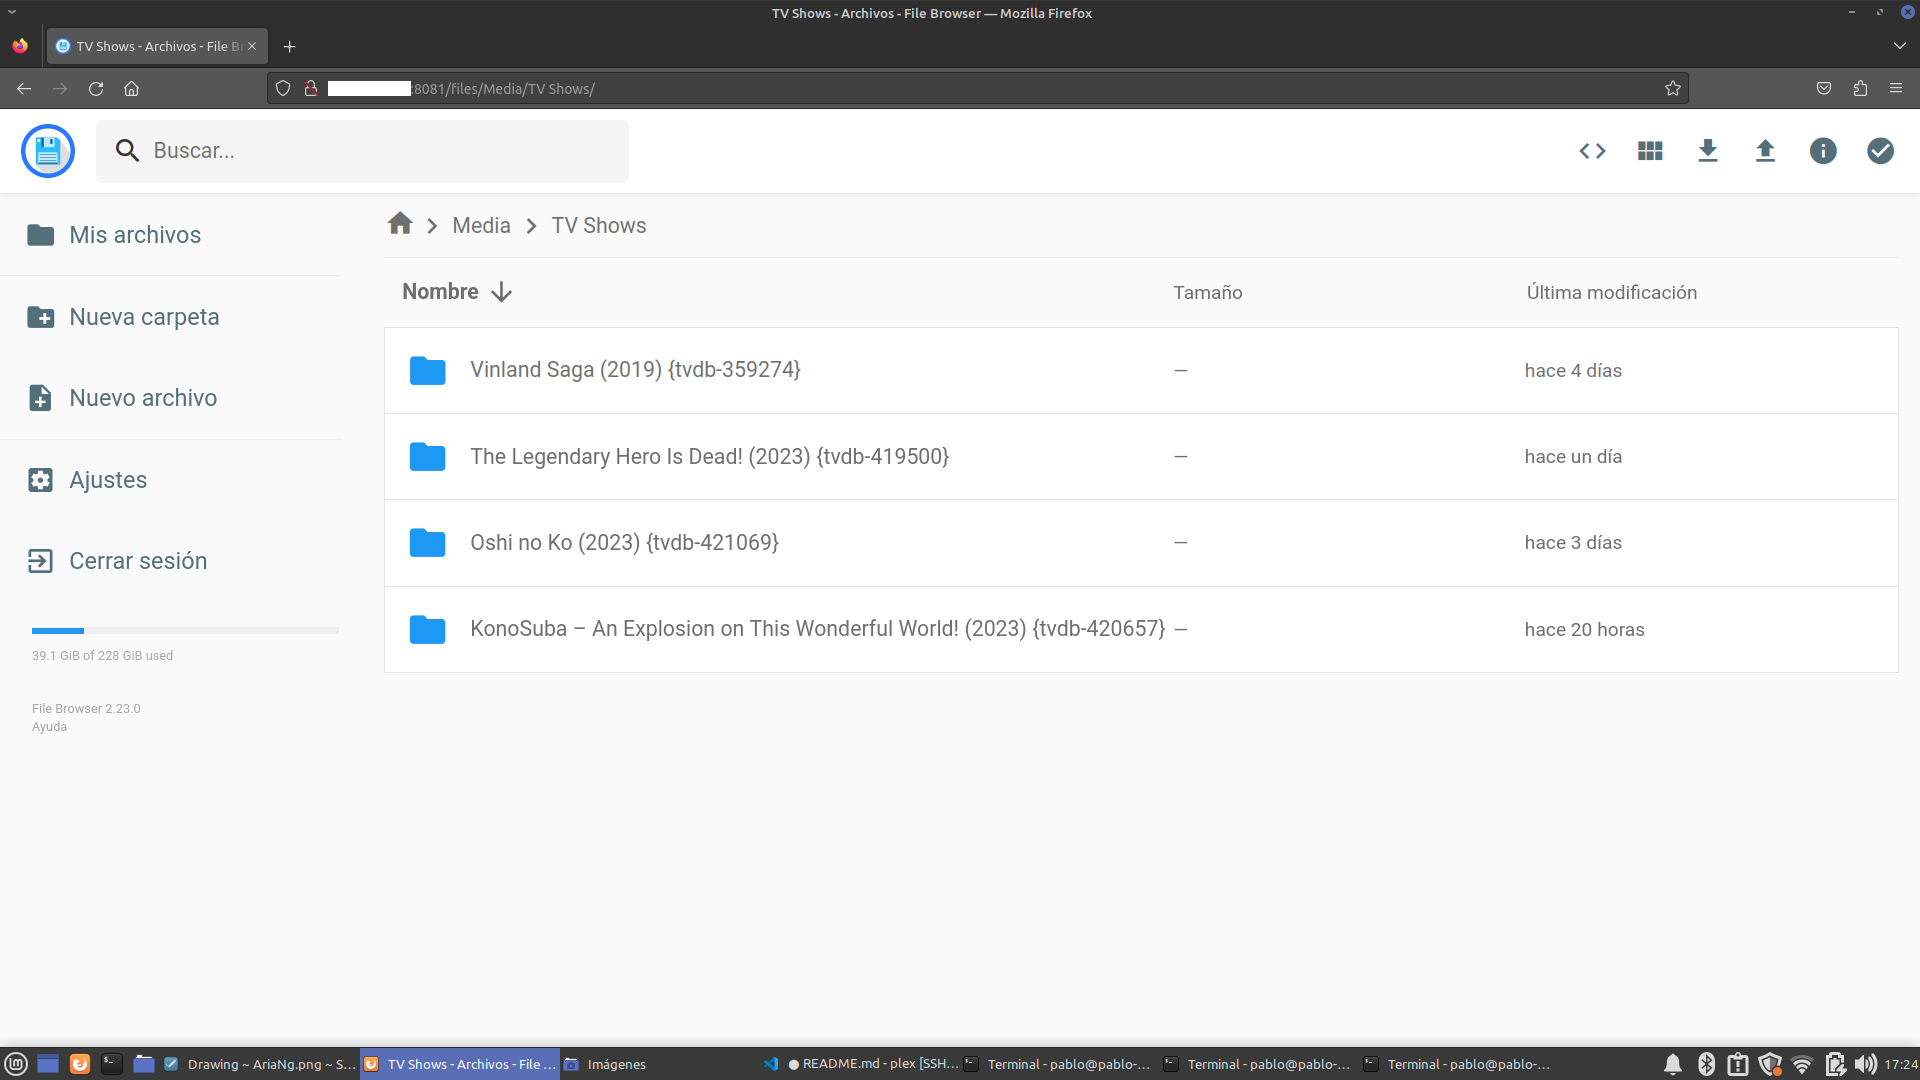 TV Shows - Archivos - File Browser — Mozilla Firefox
TV Shows - Archivos - File B
:8081/files/Media/TV Shows/
Buscar...
Mis archivos
Nueva carpeta
Nuevo archivo
Ajustes
Cerrar sesión
39.1 GiB of 228 GiB used
File Browser 2.23.0
Ayuda
Media
TV Shows
Nombre Tamaño Última modificación
Vinland Saga (2019) {tvdb-359274} — hace 4 días
The Legendary Hero Is Dead! (2023) {tvdb-419500} — hace un día
Oshi no Ko (2023) {tvdb-421069} — hace 3 días
KonoSuba – An Explosion on This Wonderful World! (2023) {tvdb-420657} — hace 20 horas
Drawing ~ AriaNg.png ~ S...
TV Shows - Archivos - File ...
Imágenes
● README.md - plex [SSH...
Terminal - pablo@pablo-...
Terminal - pablo@pablo-...
Terminal - pablo@pablo-...
17:24